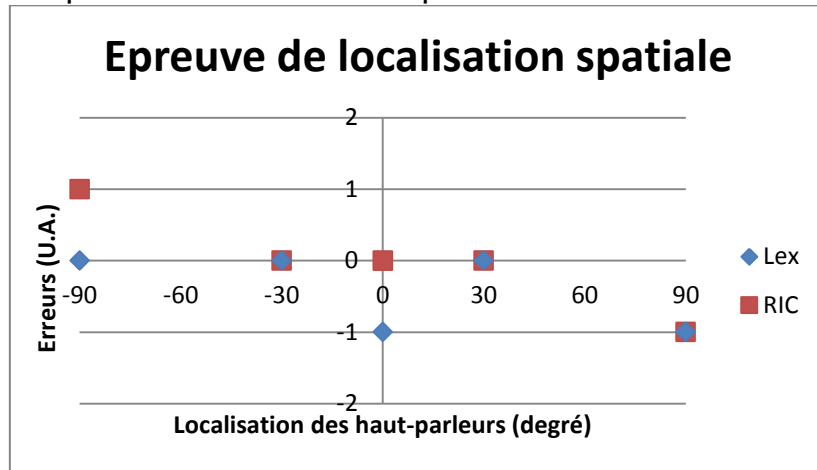 Epreuve de localisation spatiale
2
1
0
-1
-2
-90 -60 -30 0 30 60 90
Erreurs (U.A.)
Localisation des haut-parleurs (degré)
Lex
RIC